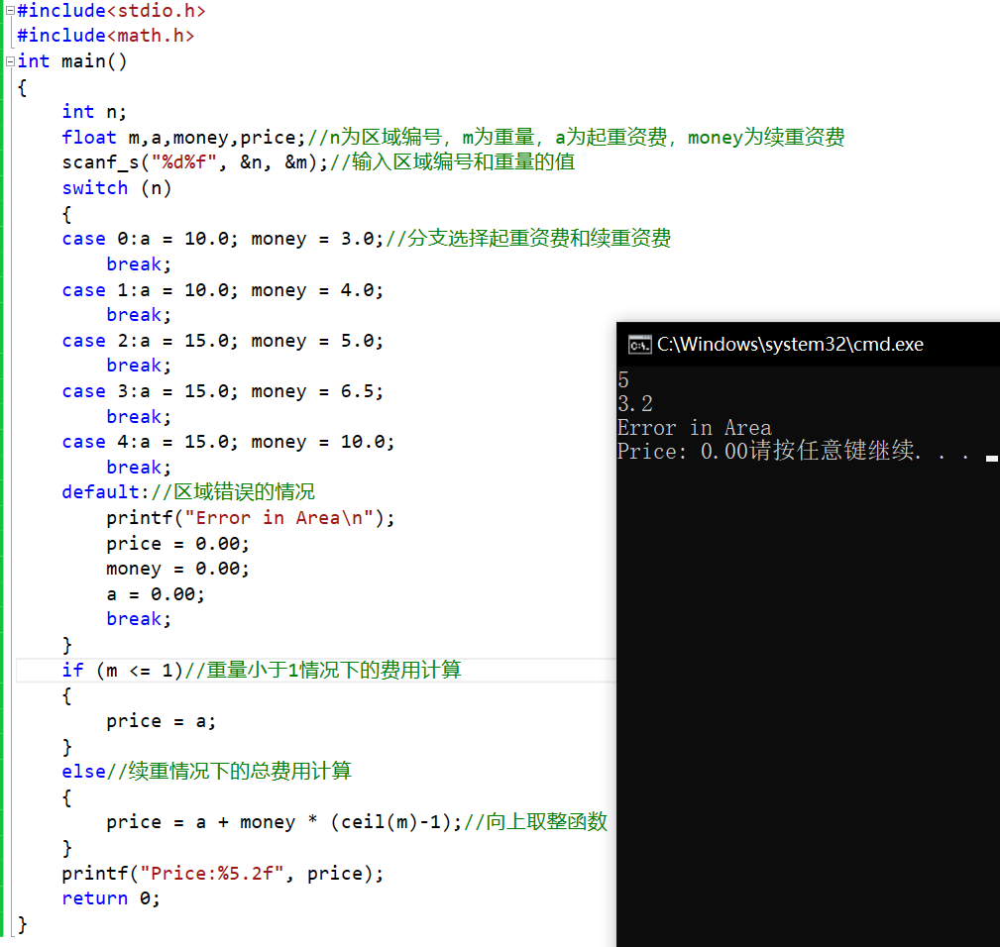 #include<stdio.h>
#include<math.h>
int main()
{
    int n;
    float m,a,money,price;//n为区域编号，m为重量，a为起重资费，money为续重资费
    scanf_s("%d%f", &n, &m);//输入区域编号和重量的值
    switch (n)
    {
    case 0:a = 10.0; money = 3.0;//分支选择起重资费和续重资费
        break;
    case 1:a = 10.0; money = 4.0;
        break;
    case 2:a = 15.0; money = 5.0;
        break;
    case 3:a = 15.0; money = 6.5;
        break;
    case 4:a = 15.0; money = 10.0;
        break;
    default://区域错误的情况
        printf("Error in Area\n");
        price = 0.00;
        money = 0.00;
        a = 0.00;
        break;
    }
    if (m <= 1)//重量小于1情况下的费用计算
    {
        price = a;
    }
    else//续重情况下的总费用计算
    {
        price = a + money * (ceil(m)-1);//向上取整函数
    }
    printf("Price:%5.2f", price);
    return 0;
}
C:\Windows\system32\cmd.exe
5
3.2
Error in Area
Price: 0.00请按任意键继续. . .